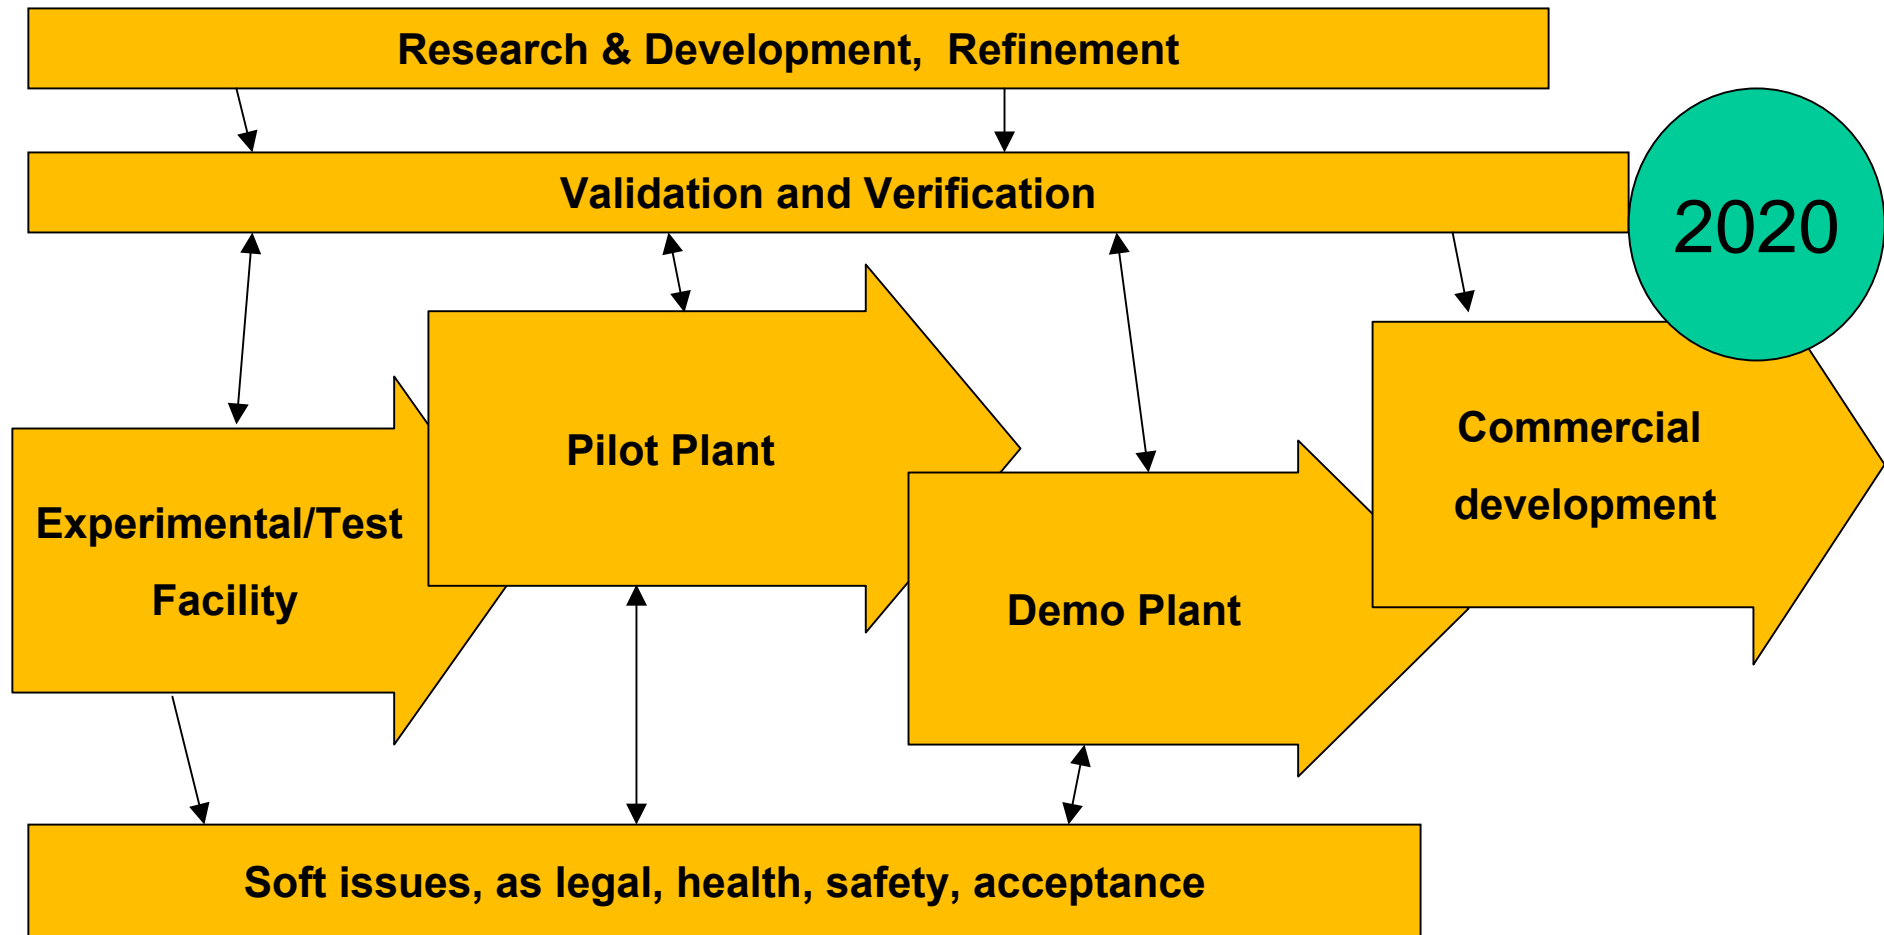 Research & Development, Refinement
Validation and Verification
2020
Pilot Plant
Commercial
development
Experimental/Test
Facility
Demo Plant
Soft issues, as legal, health, safety, acceptance